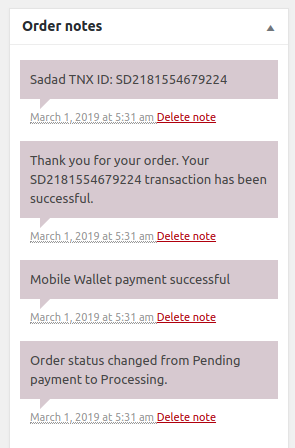 Order notes
Sadad TNX ID: SD2181554679224
March 1, 2019 at 5:31 am Delete note
Thank you for your order. Your
SD2181554679224 transaction has been
successful.
March 1, 2019 at 5:31 am Delete note
Mobile Wallet payment successful
March 1, 2019 at 5:31 am Delete note
Order status changed from Pending
payment to Processing.
March 1, 2019 at 5:31 am Delete note